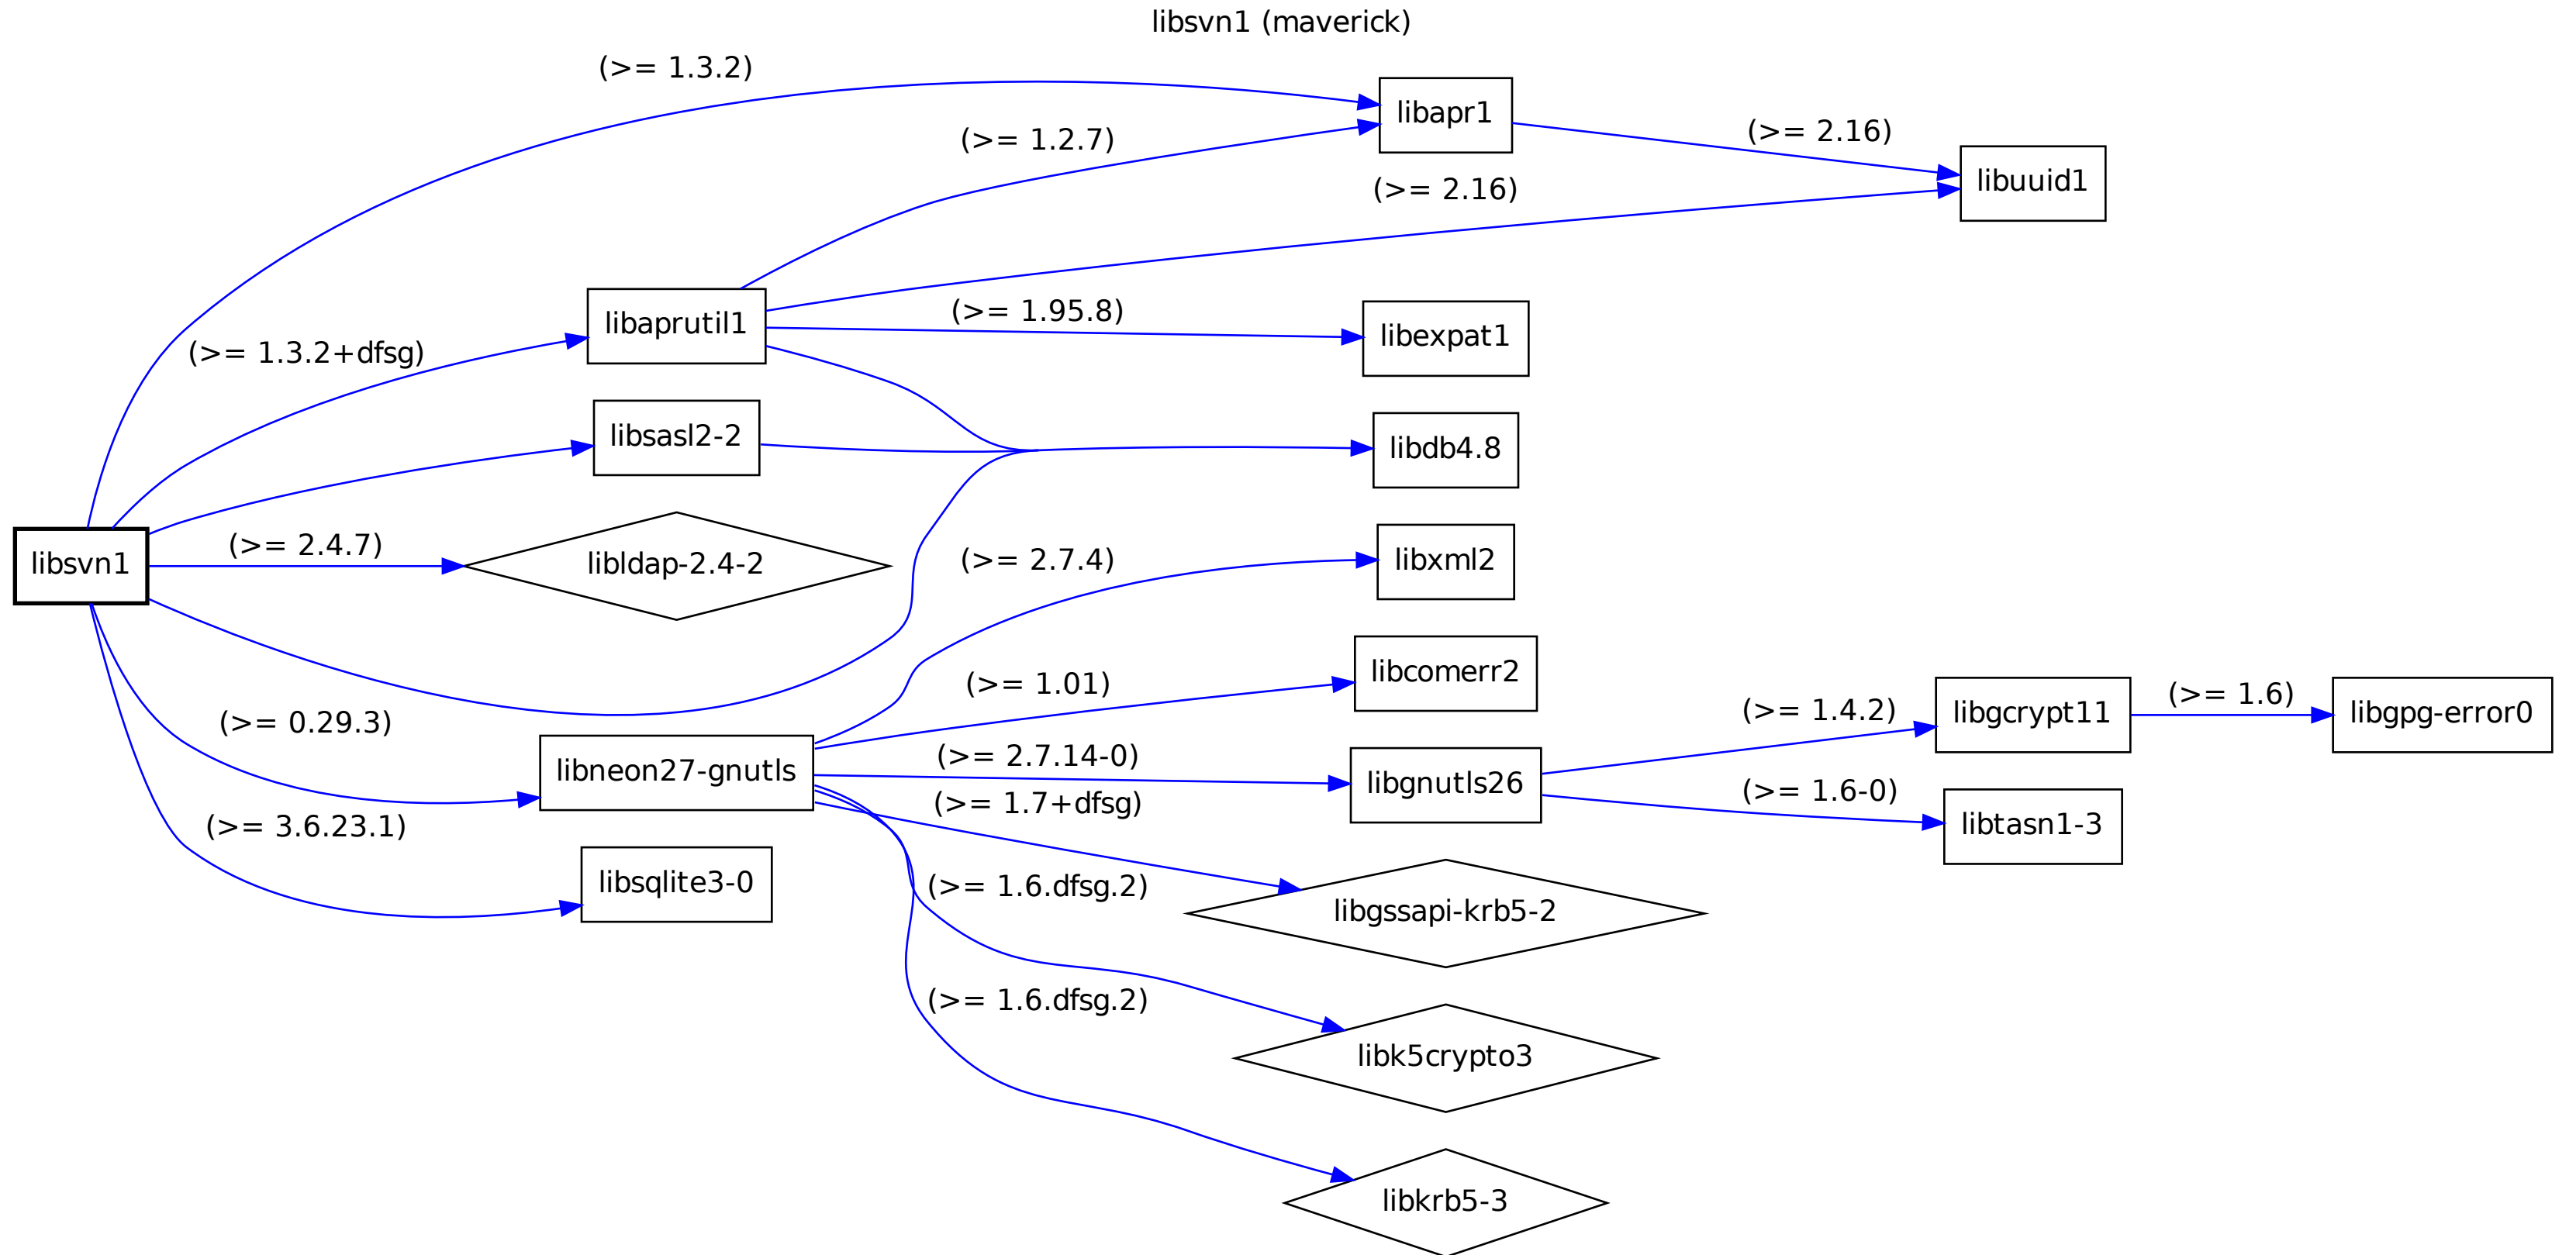 libsvn1 (maverick)
(>= 1.3.2)
libapr1
(>= 1.2.7)
(>= 2.16)
libuuid1
(>= 2.16)
libaprutil1
(>= 1.95.8)
libexpat1
(>= 1.3.2+dfsg)
libsasl2-2
libdb4.8
libsvn1
(>= 2.4.7)
libldap-2.4-2
(>= 2.7.4)
libxml2
(>= 1.01)
libcomerr2
(>= 0.29.3)
libneon27-gnutls
(>= 2.7.14-0)
libgnutls26
(>= 1.4.2)
libgcrypt11
(>= 1.6)
libgpg-error0
(>= 1.6-0)
libtasn1-3
(>= 1.7+dfsg)
(>= 3.6.23.1)
libsqlite3-0
(>= 1.6.dfsg.2)
libgssapi-krb5-2
(>= 1.6.dfsg.2)
libk5crypto3
libkrb5-3